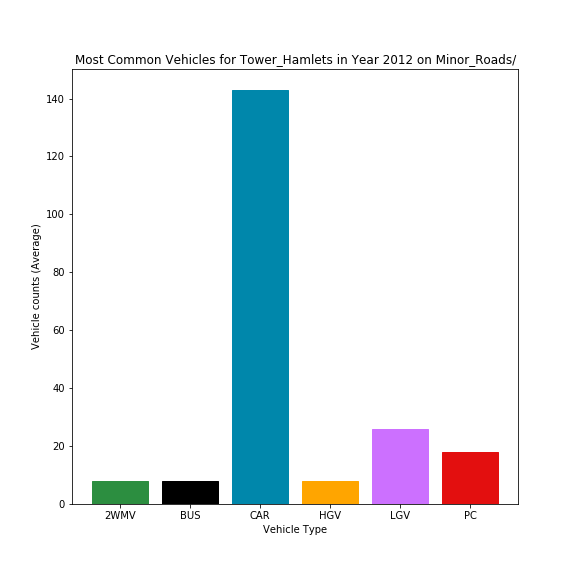 Most Common Vehicles for Tower_Hamlets in Year 2012 on Minor_Roads/
Vehicle counts (Average)
140
120
100
80
60
40
20
0
2WMV BUS CAR HGV LGV PC
Vehicle Type